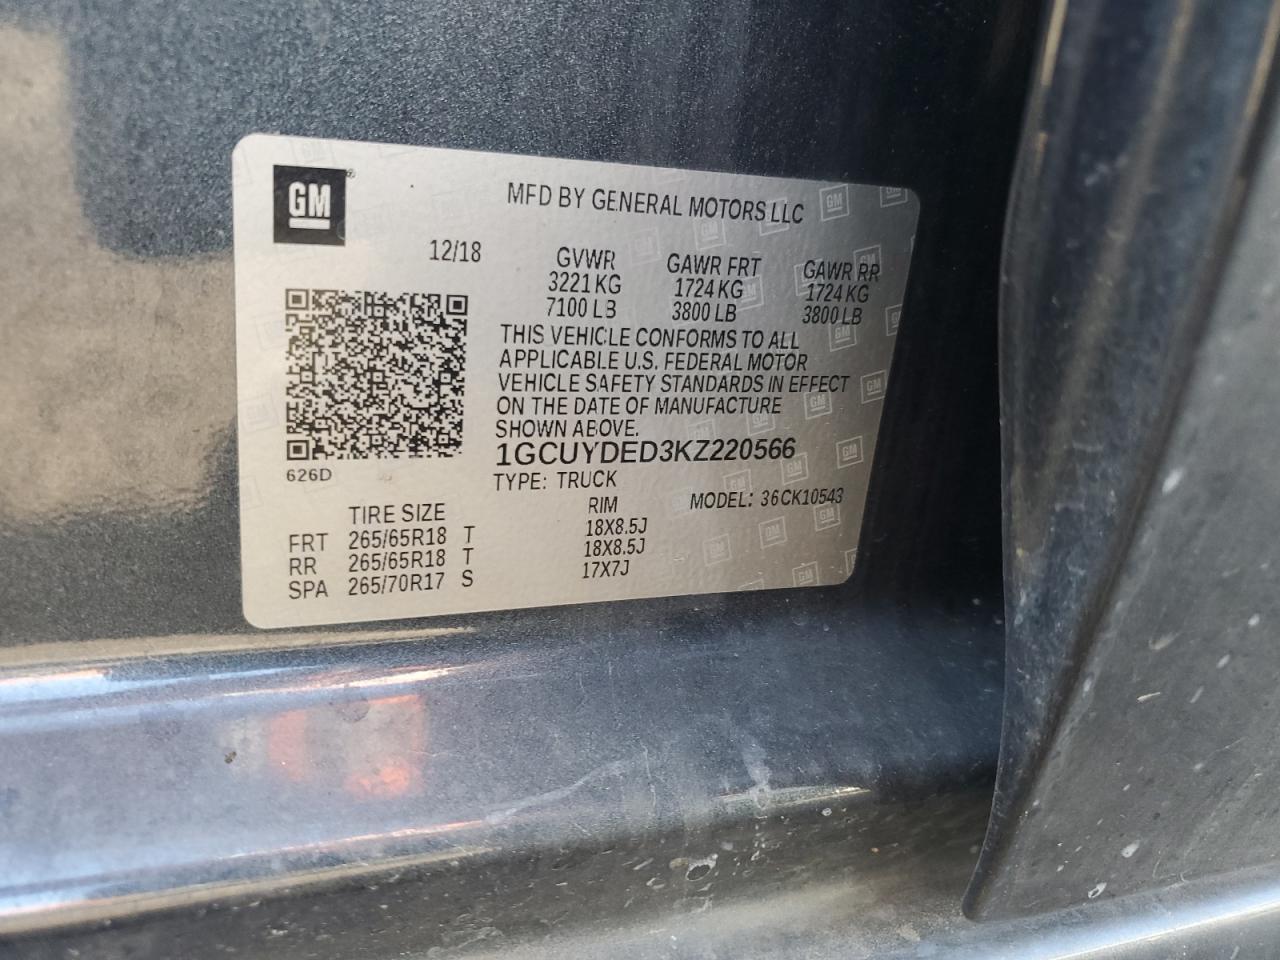 GM
MFD BY GENERAL MOTORS LLC
12/18
GVWR GAWR FRT GAWR RR
3221 KG 1724 KG 1724 KG
7100 LB 3800 LB 3800 LB
THIS VEHICLE CONFORMS TO ALL
APPLICABLE U.S. FEDERAL MOTOR
VEHICLE SAFETY STANDARDS IN EFFECT
ON THE DATE OF MANUFACTURE
SHOWN ABOVE.
1GCUYDED3KZ220566
626D
TYPE: TRUCK
MODEL: 36CK10543
TIRE SIZE RIM
FRT 265/65R18 T 18X8.5J
RR 265/65R18 T 18X8.5J
SPA 265/70R17 S 17X7J